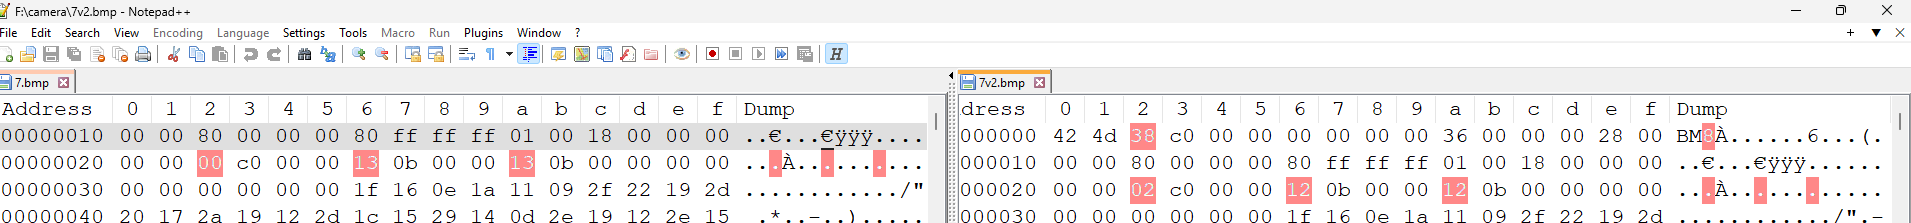 F:\camera\7v2.bmp - Notepad++
File Edit Search View Encoding Language Settings Tools Macro Run Plugins Window ?
7.bmp
Address 0 1 2 3 4 5 6 7 8 9 a b c d e f Dump
00000010 00 00 80 00 00 00 80 ff ff ff 01 00 18 00 00 00 ..€...€ÿÿÿ......
00000020 00 00 00 c0 00 00 13 0b 00 00 13 0b 00 00 00 00 ...À............
00000030 00 00 00 00 00 00 1f 16 0e 1a 11 09 2f 22 19 2d ............/"
00000040 20 17 2a 19 12 2d 1c 15 29 14 0d 2e 19 12 2e 15 .*..-..).....
7v2.bmp
dress 0 1 2 3 4 5 6 7 8 9 a b c d e f Dump
000000 42 4d 38 c0 00 00 00 00 00 00 36 00 00 00 28 00 BM8À......6...(.
000010 00 00 80 00 00 00 80 ff ff ff 01 00 18 00 00 00 ..€...€ÿÿÿ......
000020 00 00 02 c0 00 00 12 0b 00 00 12 0b 00 00 00 00 ...À............
000030 00 00 00 00 00 00 1f 16 0e 1a 11 09 2f 22 19 2d ............/".-